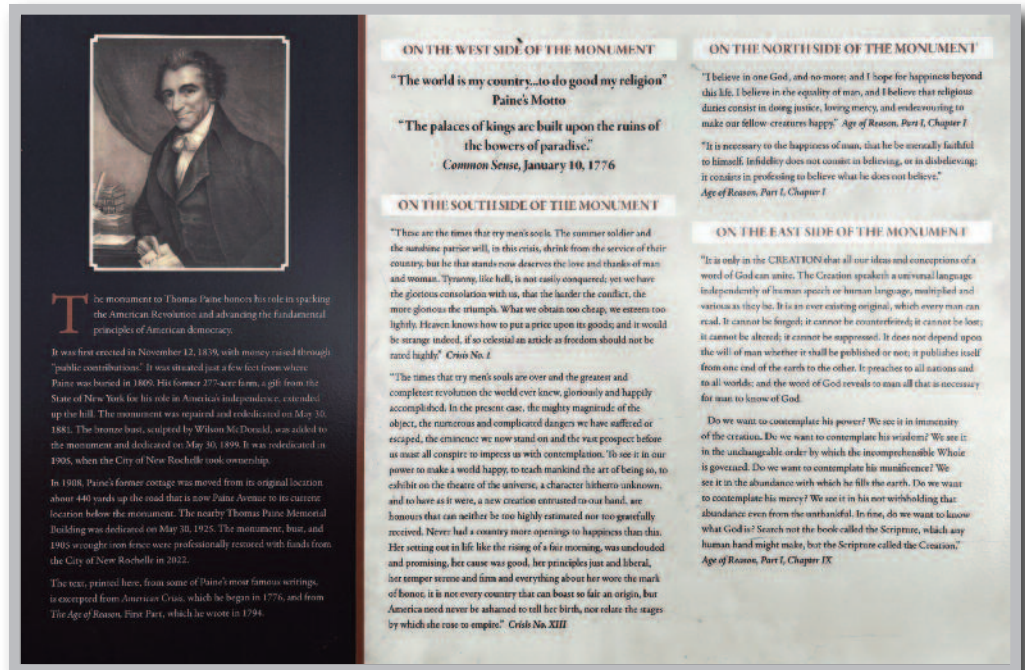 The monument to Thomas Paine honors his role in sparking
the American Revolution and advancing the fundamental
principles of American democracy.
It was first erected in November 12, 1839, with money raised through
"public contributions." It was situated just a few feet from where
Paine was buried in 1809. His former 277-acre farm, a gift from the
State of New York for his role in America's independence, extended
up the hill. The monument was repaired and rededicated on May 30,
1881. The bronze bust, sculpted by Wilson McDonald, was added to
the monument and dedicated on May 30, 1899. It was rededicated in
1905, when the City of New Rochelle took ownership.
In 1908, Paine's former cottage was moved from its original location
about 440 yards up the road that is now Paine Avenue to its current
location below the monument. The nearby Thomas Paine Memorial
Building was dedicated on May 30, 1925. The monument, bust, and
1905 wrought iron fence were professionally restored with funds from
the City of New Rochelle in 2022.
The text, printed here, from some of Paine's most famous writings,
is excerpted from American Crisis, which he began in 1776, and from
The Age of Reason, First Part, which he wrote in 1794.
ON THE WEST SIDE OF THE MONUMENT
"The world is my country...to do good my religion"
Paine's Motto
"The palaces of kings are built upon the ruins of
the bowers of paradise."
Common Sense, January 10, 1776
ON THE SOUTH SIDE OF THE MONUMENT
"These are the times that try men's souls. The summer soldier and
the sunshine patriot will, in this crisis, shrink from the service of their
country, but he that stands now deserves the love and thanks of man
and woman. Tyranny, like hell, is not easily conquered; yet we have
the glorious consolation with us, that the harder the conflict, the
more glorious the triumph. What we obtain too cheap, we esteem too
lightly. Heaven knows how to put a price upon its goods; and it would
be strange indeed, if so celestial an article as freedom should not be
rated highly." Crisis No. I
"The times that try men's souls are over and the greatest and
completest revolution the world ever knew, gloriously and happily
accomplished. In the present case, the mighty magnitude of the
object, the numerous and complicated dangers we have suffered or
escaped, the eminence we now stand on and the vast prospect before
us must all conspire to impress us with contemplation. To see it in our
power to make a world happy, to teach mankind the art of being so, to
exhibit on the theatre of the universe, a character hitherto unknown,
and to have as it were, a new creation entrusted to our hand, are
honours that can neither be too highly estimated nor too gratefully
received. Never had a country more openings to happiness than this.
Her setting out in life like the rising of a fair morning, was unclouded
and promising, her cause was good, her principles just and liberal,
her temper serene and firm and everything about her wore the mark
of honor, it is not every country that can boast so fair an origin, but
America need never be ashamed to tell her birth, nor relate the stages
by which she rose to empire." Crisis No. XIII
ON THE NORTH SIDE OF THE MONUMENT
"I believe in one God, and no more; and I hope for happiness beyond
this life. I believe in the equality of man, and I believe that religious
duties consist in doing justice, loving mercy, and endeavouring to
make our fellow-creatures happy." Age of Reason, Part I, Chapter I
"It is necessary to the happiness of man, that he be mentally faithful
to himself. Infidelity does not consist in believing, or in disbelieving;
it consists in professing to believe what he does not believe."
Age of Reason, Part I, Chapter I
ON THE EAST SIDE OF THE MONUMENT
"It is only in the CREATION that all our ideas and conceptions of a
word of God can unite. The Creation speaketh a universal language
independently of human speech or human language, multiplied and
various as they be. It is an ever existing original, which every man can
read. It cannot be forged; it cannot be counterfeited; it cannot be lost;
it cannot be altered; it cannot be suppressed. It does not depend upon
the will of man whether it shall be published or not; it publishes itself
from one end of the earth to the other. It preaches to all nations and
to all worlds; and the word of God reveals to man all that is necessary
for man to know of God.
Do we want to contemplate his power? We see it in immensity
of the creation. Do we want to contemplate his wisdom? We see it
in the unchangeable order by which the incomprehensible Whole
is governed. Do we want to contemplate his munificence? We
see it in the abundance with which he fills the earth. Do we want
to contemplate his mercy? We see it in his not withholding that
abundance even from the unthankful. In fine, do we want to know
what God is? Search not the book called the Scripture, which any
human hand might make, but the Scripture called the Creation."
Age of Reason, Part I, Chapter IX